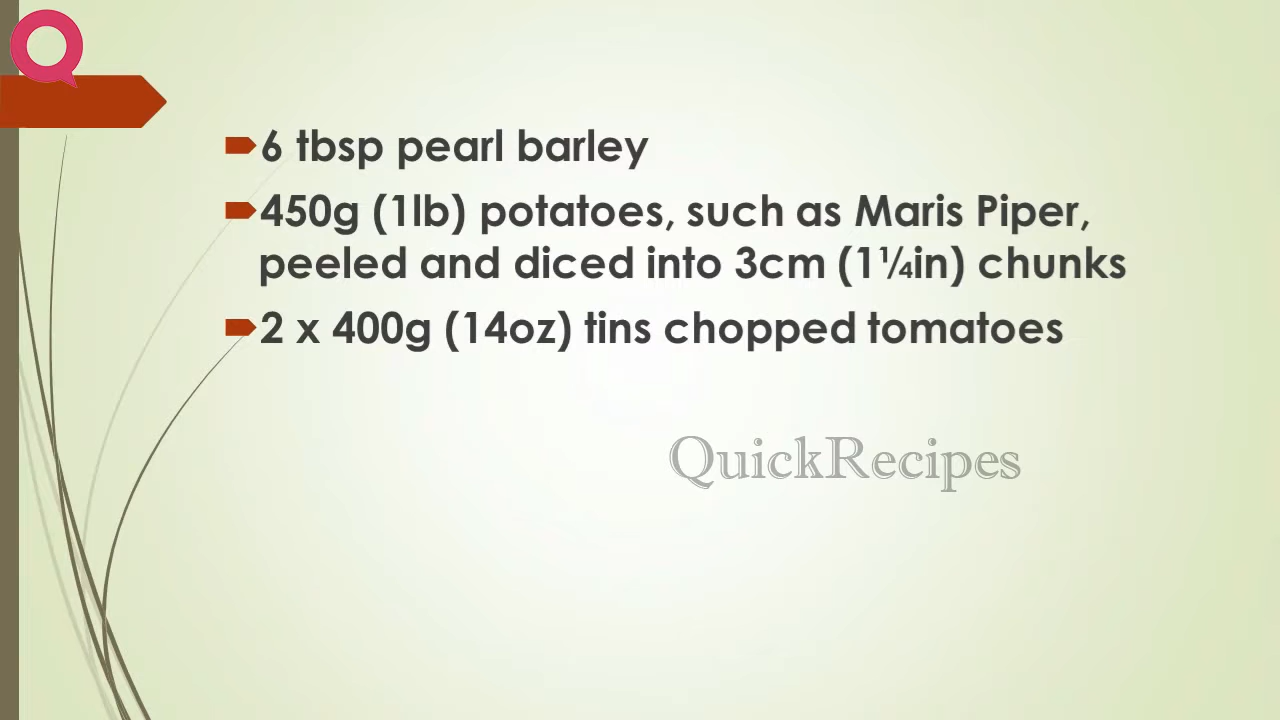 6 tbsp pearl barley
450g (1lb) potatoes, such as Maris Piper,
peeled and diced into 3cm (1¼in) chunks
2 x 400g (14oz) tins chopped tomatoes
QuickRecipes